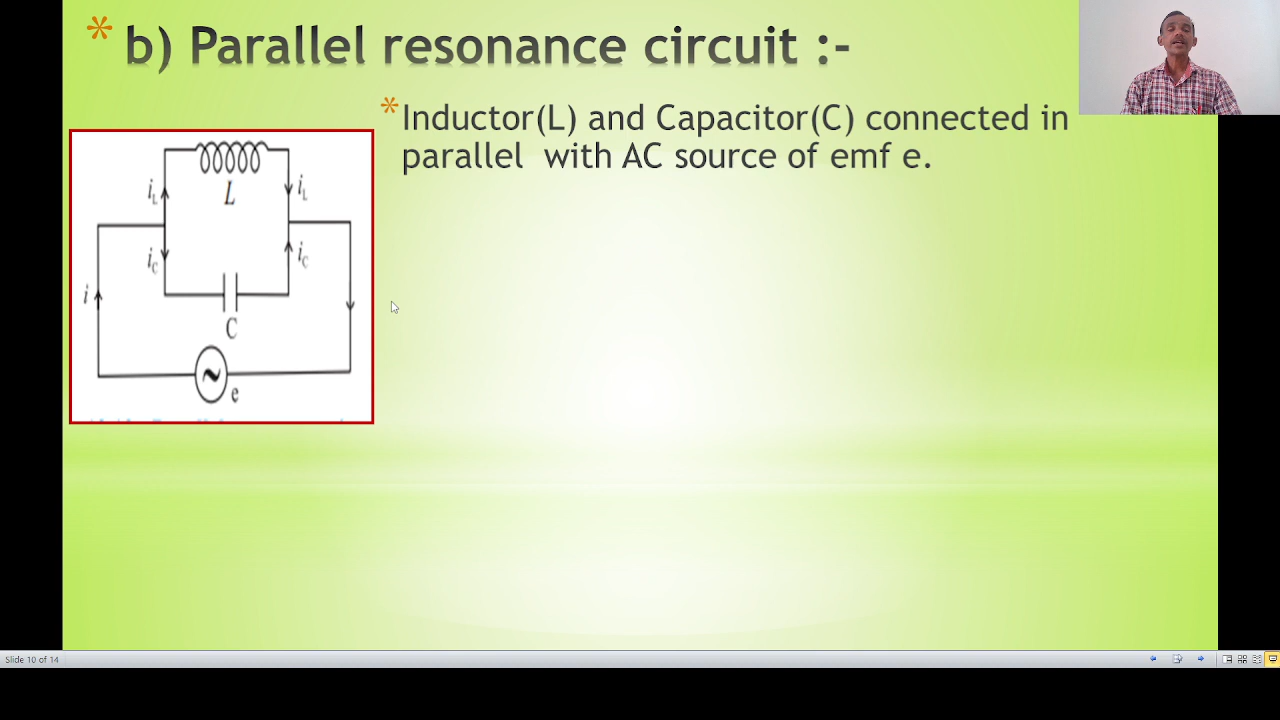 * b) Parallel resonance circuit :-
* Inductor(L) and Capacitor(C) connected in
parallel with AC source of emf e.
L
iL
iL
iC
iC
i
C
e
Slide 10 of 14